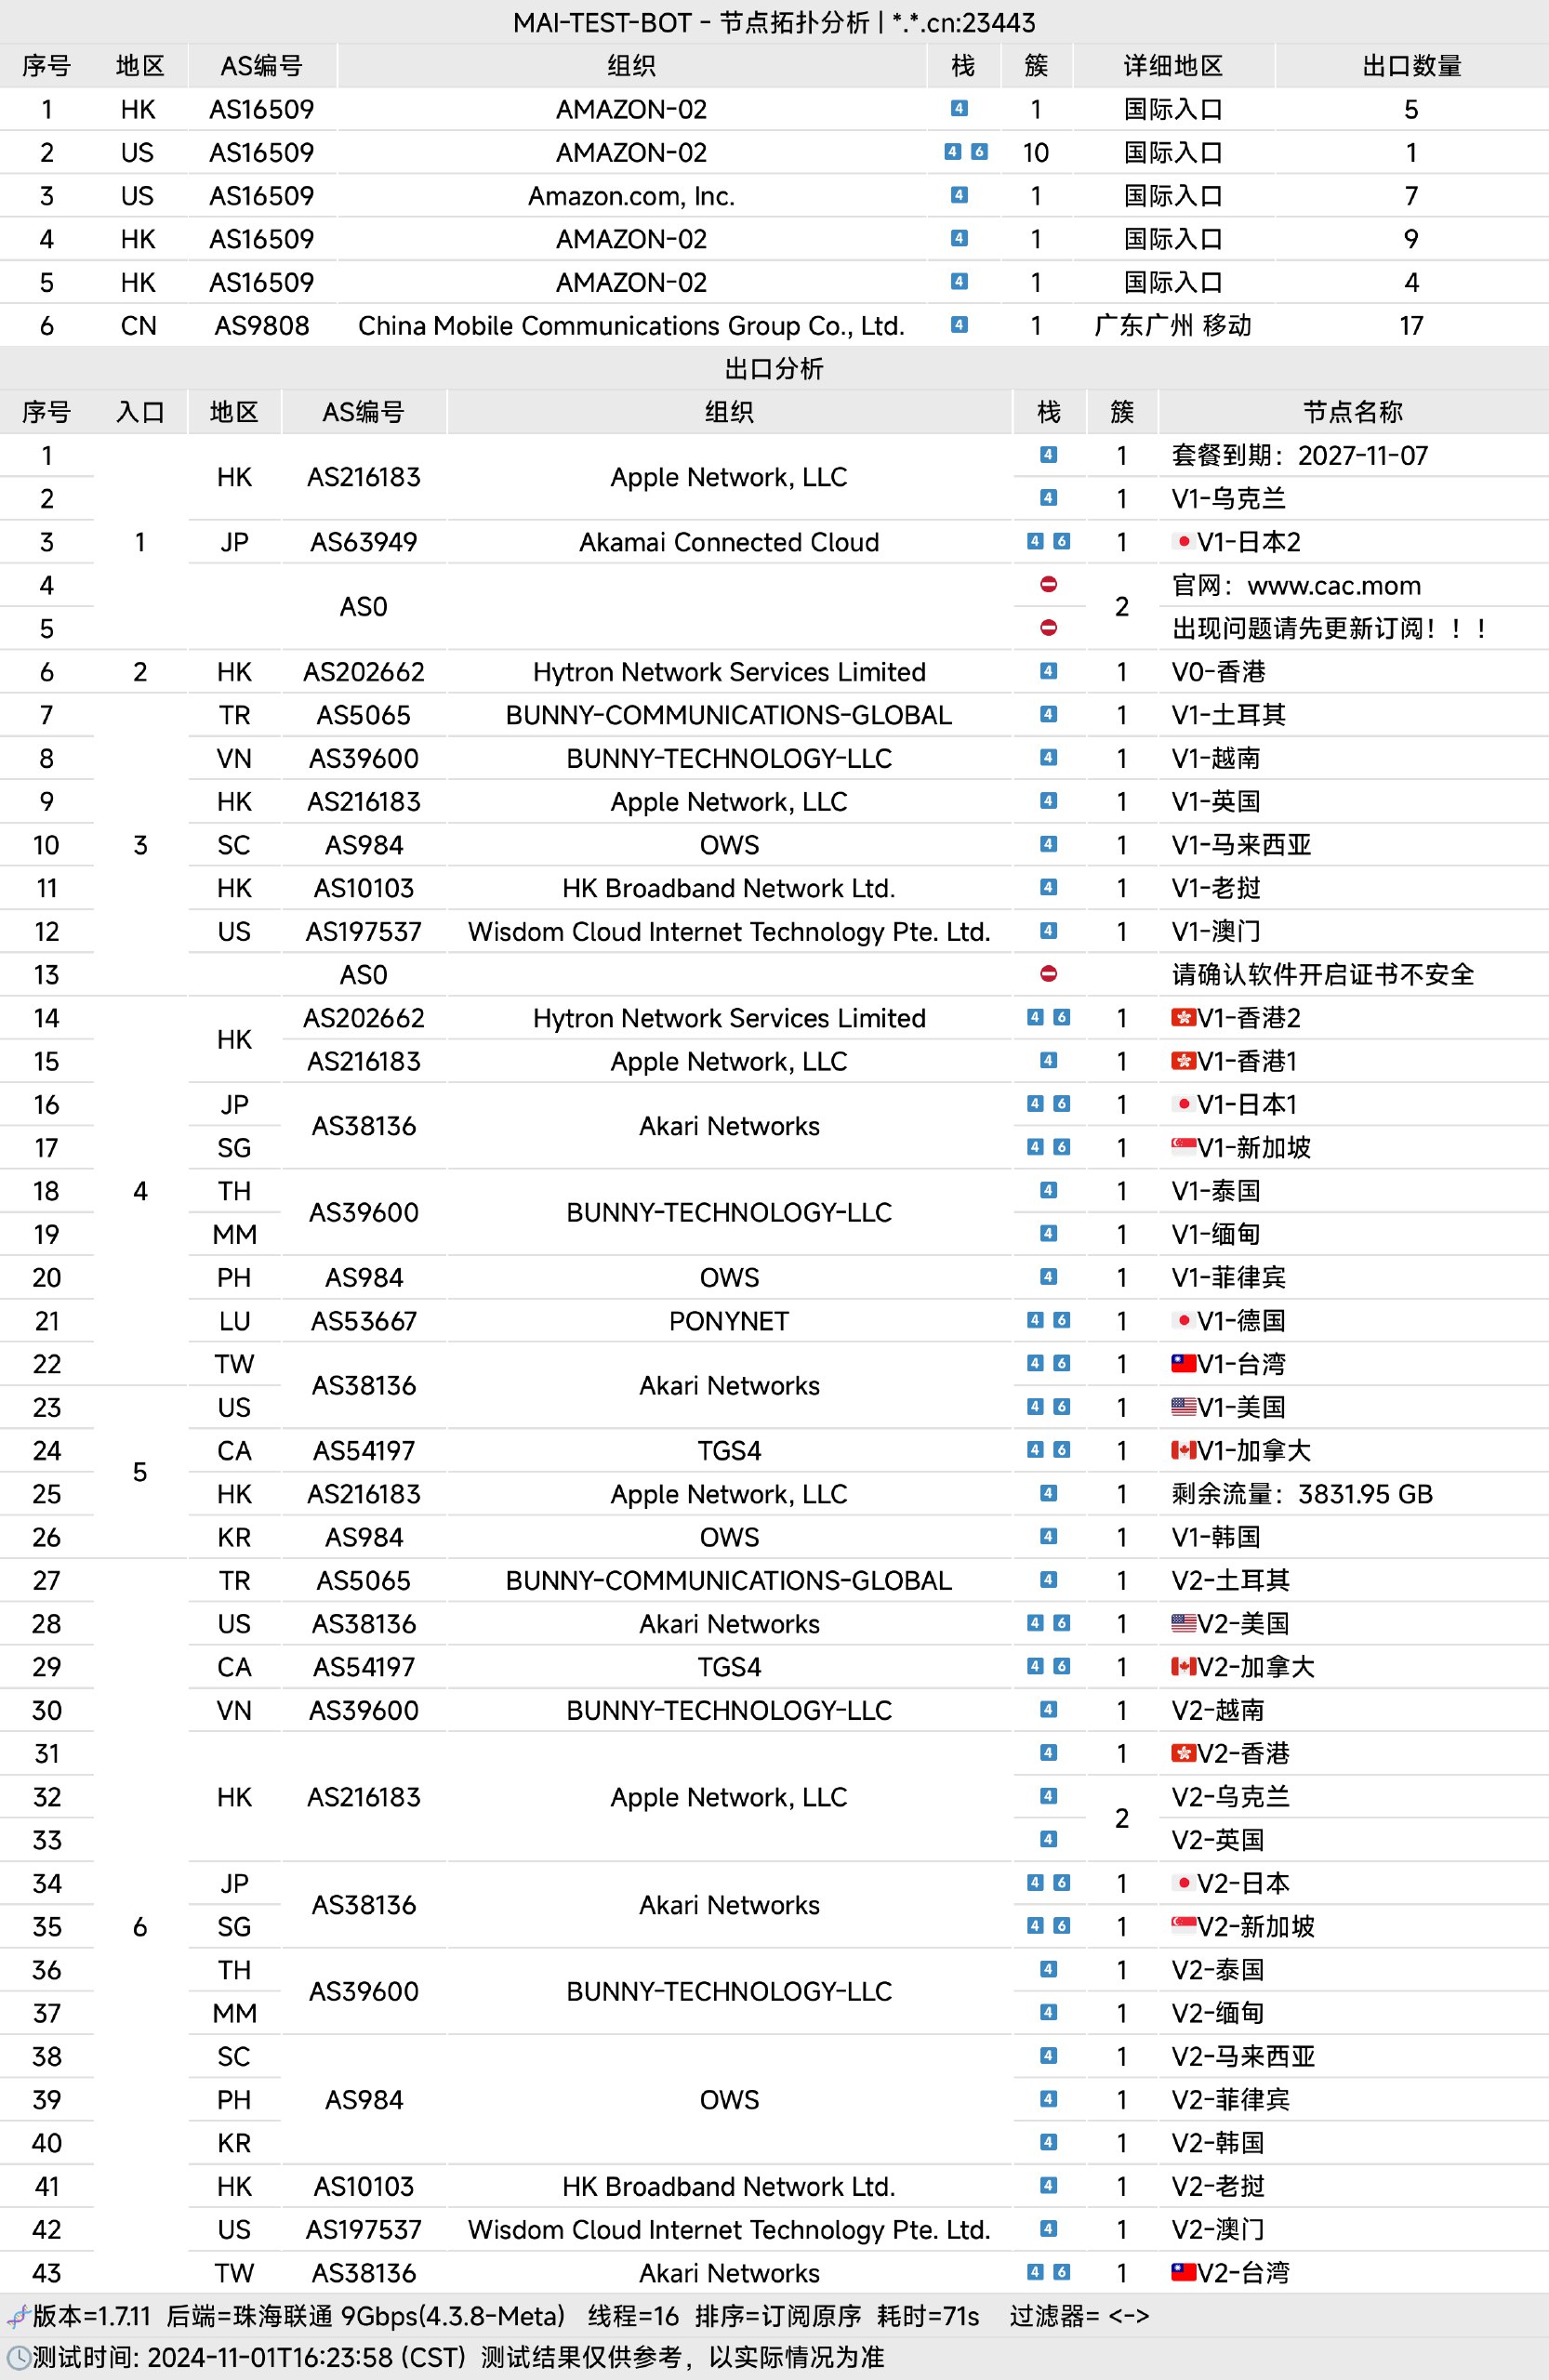 MAI-TEST-BOT - 节点拓扑分析 | *.*.cn:23443
序号 地区 AS编号 组织 栈 簇 详细地区 出口数量
1 HK AS16509 AMAZON-02 4 1 国际入口 5
2 US AS16509 AMAZON-02 4 6 10 国际入口 1
3 US AS16509 Amazon.com, Inc. 4 1 国际入口 7
4 HK AS16509 AMAZON-02 4 1 国际入口 9
5 HK AS16509 AMAZON-02 4 1 国际入口 4
6 CN AS9808 China Mobile Communications Group Co., Ltd. 4 1 广东广州 移动 17
出口分析
序号 入口 地区 AS编号 组织 栈 簇 节点名称
1 1 HK AS216183 Apple Network, LLC 4 1 套餐到期：2027-11-07
2 4 1 V1-乌克兰
3 JP AS63949 Akamai Connected Cloud 4 6 1 V1-日本2
4 AS0 2 官网：www.cac.mom
5 出现问题请先更新订阅！！！
6 2 HK AS202662 Hytron Network Services Limited 4 1 V0-香港
7 3 TR AS5065 BUNNY-COMMUNICATIONS-GLOBAL 4 1 V1-土耳其
8 VN AS39600 BUNNY-TECHNOLOGY-LLC 4 1 V1-越南
9 HK AS216183 Apple Network, LLC 4 1 V1-英国
10 SC AS984 OWS 4 1 V1-马来西亚
11 HK AS10103 HK Broadband Network Ltd. 4 1 V1-老挝
12 US AS197537 Wisdom Cloud Internet Technology Pte. Ltd. 4 1 V1-澳门
13 AS0 请确认软件开启证书不安全
14 4 HK AS202662 Hytron Network Services Limited 4 6 1 V1-香港2
15 AS216183 Apple Network, LLC 4 1 V1-香港1
16 JP AS38136 Akari Networks 4 6 1 V1-日本1
17 SG 4 6 1 V1-新加坡
18 TH AS39600 BUNNY-TECHNOLOGY-LLC 4 1 V1-泰国
19 MM 4 1 V1-缅甸
20 PH AS984 OWS 4 1 V1-菲律宾
21 LU AS53667 PONYNET 4 6 1 V1-德国
22 TW AS38136 Akari Networks 4 6 1 V1-台湾
23 5 US 4 6 1 V1-美国
24 CA AS54197 TGS4 4 6 1 V1-加拿大
25 HK AS216183 Apple Network, LLC 4 1 剩余流量：3831.95 GB
26 KR AS984 OWS 4 1 V1-韩国
27 6 TR AS5065 BUNNY-COMMUNICATIONS-GLOBAL 4 1 V2-土耳其
28 US AS38136 Akari Networks 4 6 1 V2-美国
29 CA AS54197 TGS4 4 6 1 V2-加拿大
30 VN AS39600 BUNNY-TECHNOLOGY-LLC 4 1 V2-越南
31 HK AS216183 Apple Network, LLC 4 1 V2-香港
32 4 2 V2-乌克兰
33 4 V2-英国
34 JP AS38136 Akari Networks 4 6 1 V2-日本
35 SG 4 6 1 V2-新加坡
36 TH AS39600 BUNNY-TECHNOLOGY-LLC 4 1 V2-泰国
37 MM 4 1 V2-缅甸
38 SC AS984 OWS 4 1 V2-马来西亚
39 PH 4 1 V2-菲律宾
40 KR 4 1 V2-韩国
41 HK AS10103 HK Broadband Network Ltd. 4 1 V2-老挝
42 US AS197537 Wisdom Cloud Internet Technology Pte. Ltd. 4 1 V2-澳门
43 TW AS38136 Akari Networks 4 6 1 V2-台湾
版本=1.7.11 后端=珠海联通 9Gbps(4.3.8-Meta) 线程=16 排序=订阅原序 耗时=71s 过滤器= <->
测试时间: 2024-11-01T16:23:58 (CST) 测试结果仅供参考，以实际情况为准